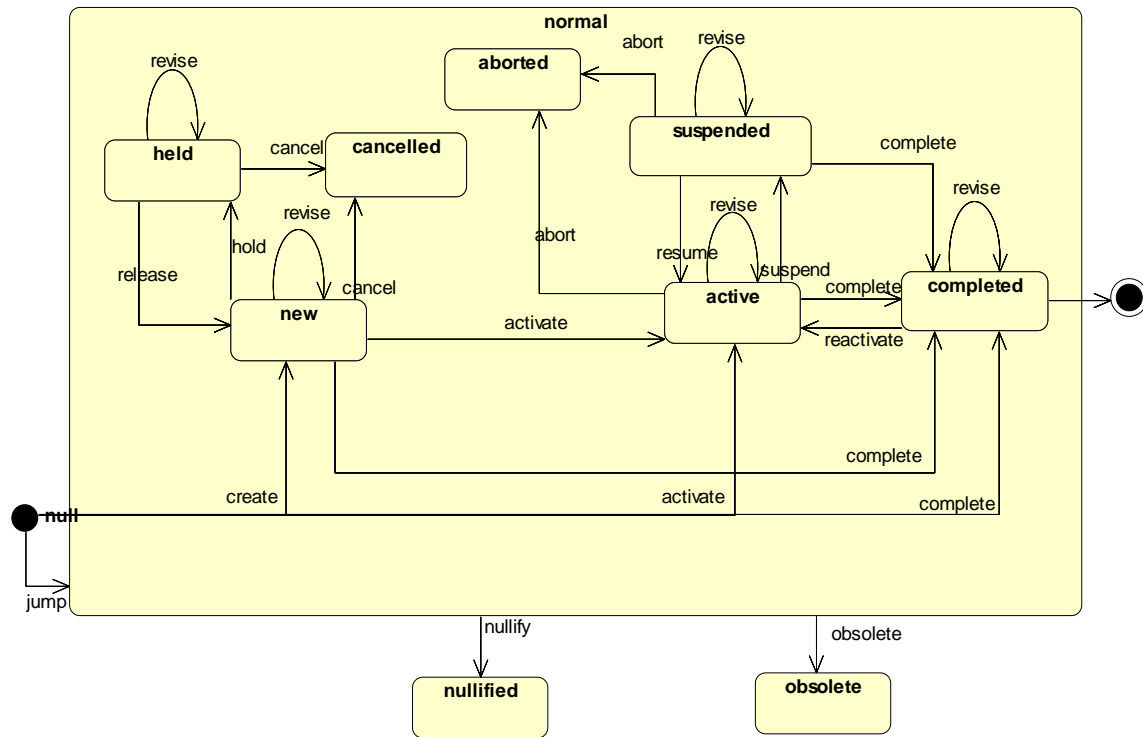 normal
revise
abort
revise
aborted
suspended
held
cancel
cancelled
complete
revise
revise
revise
hold
abort
resume
suspend
release
cancel
new
active
complete
completed
activate
reactivate
complete
create
activate
complete
null
jump
nullify
obsolete
nullified
obsolete